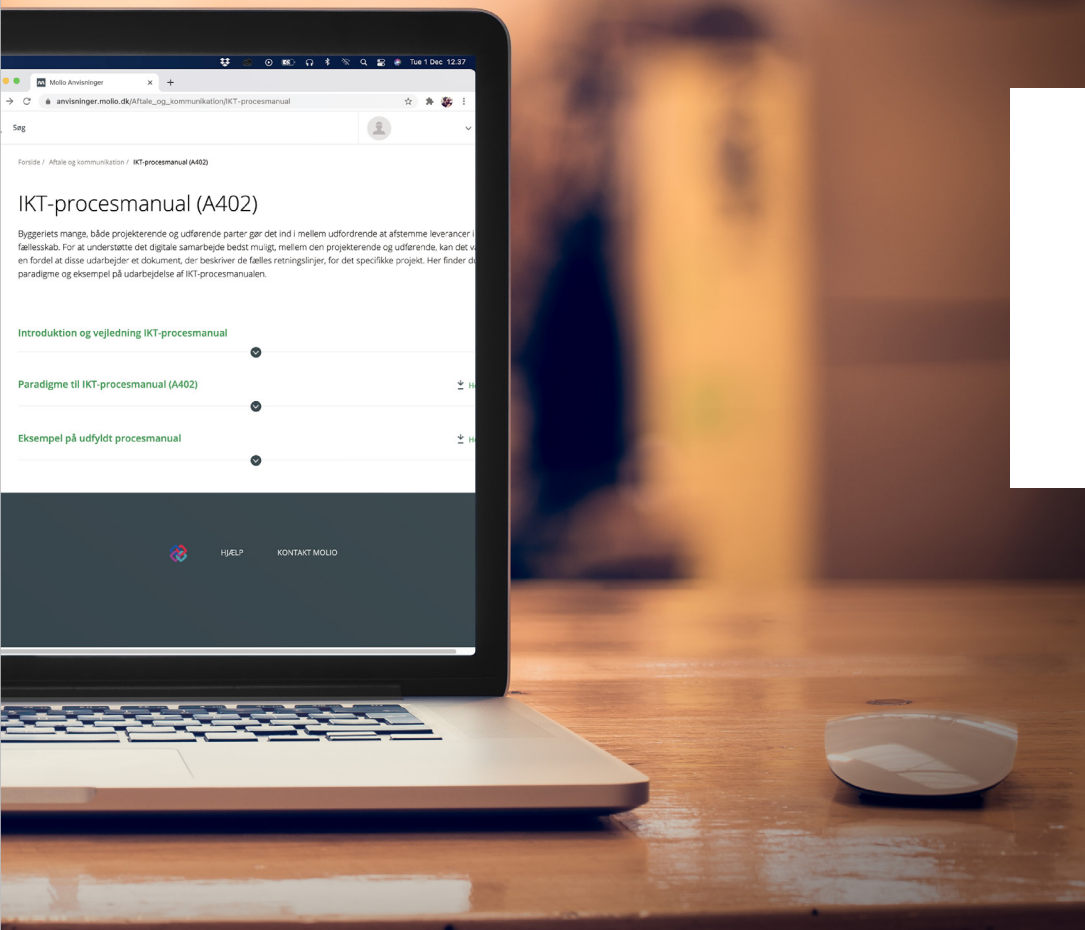 Tue 1 Dec 12.37
Molio Anvisninger
anvisninger.molio.dk/Aftale_og_kommunikation/IKT-procesmanual
Søg
Forside / Aftale og kommunikation / IKT-procesmanual (A402)
IKT-procesmanual (A402)
Byggeriets mange, både projekterende og udførende parter gør det ind i mellem udfordrende at afstemme leverancer i
fællesskab. For at understøtte det digitale samarbejde bedst muligt, mellem den projekterende og udførende, kan det
en fordel at disse udarbejder et dokument, der beskriver de fælles retningslinjer, for det specifikke projekt. Her finder
paradigme og eksempel på udarbejdelse af IKT-procesmanualen.
Introduktion og vejledning IKT-procesmanual
Paradigme til IKT-procesmanual (A402)
Eksempel på udfyldt procesmanual
HJÆLP KONTAKT MOLIO